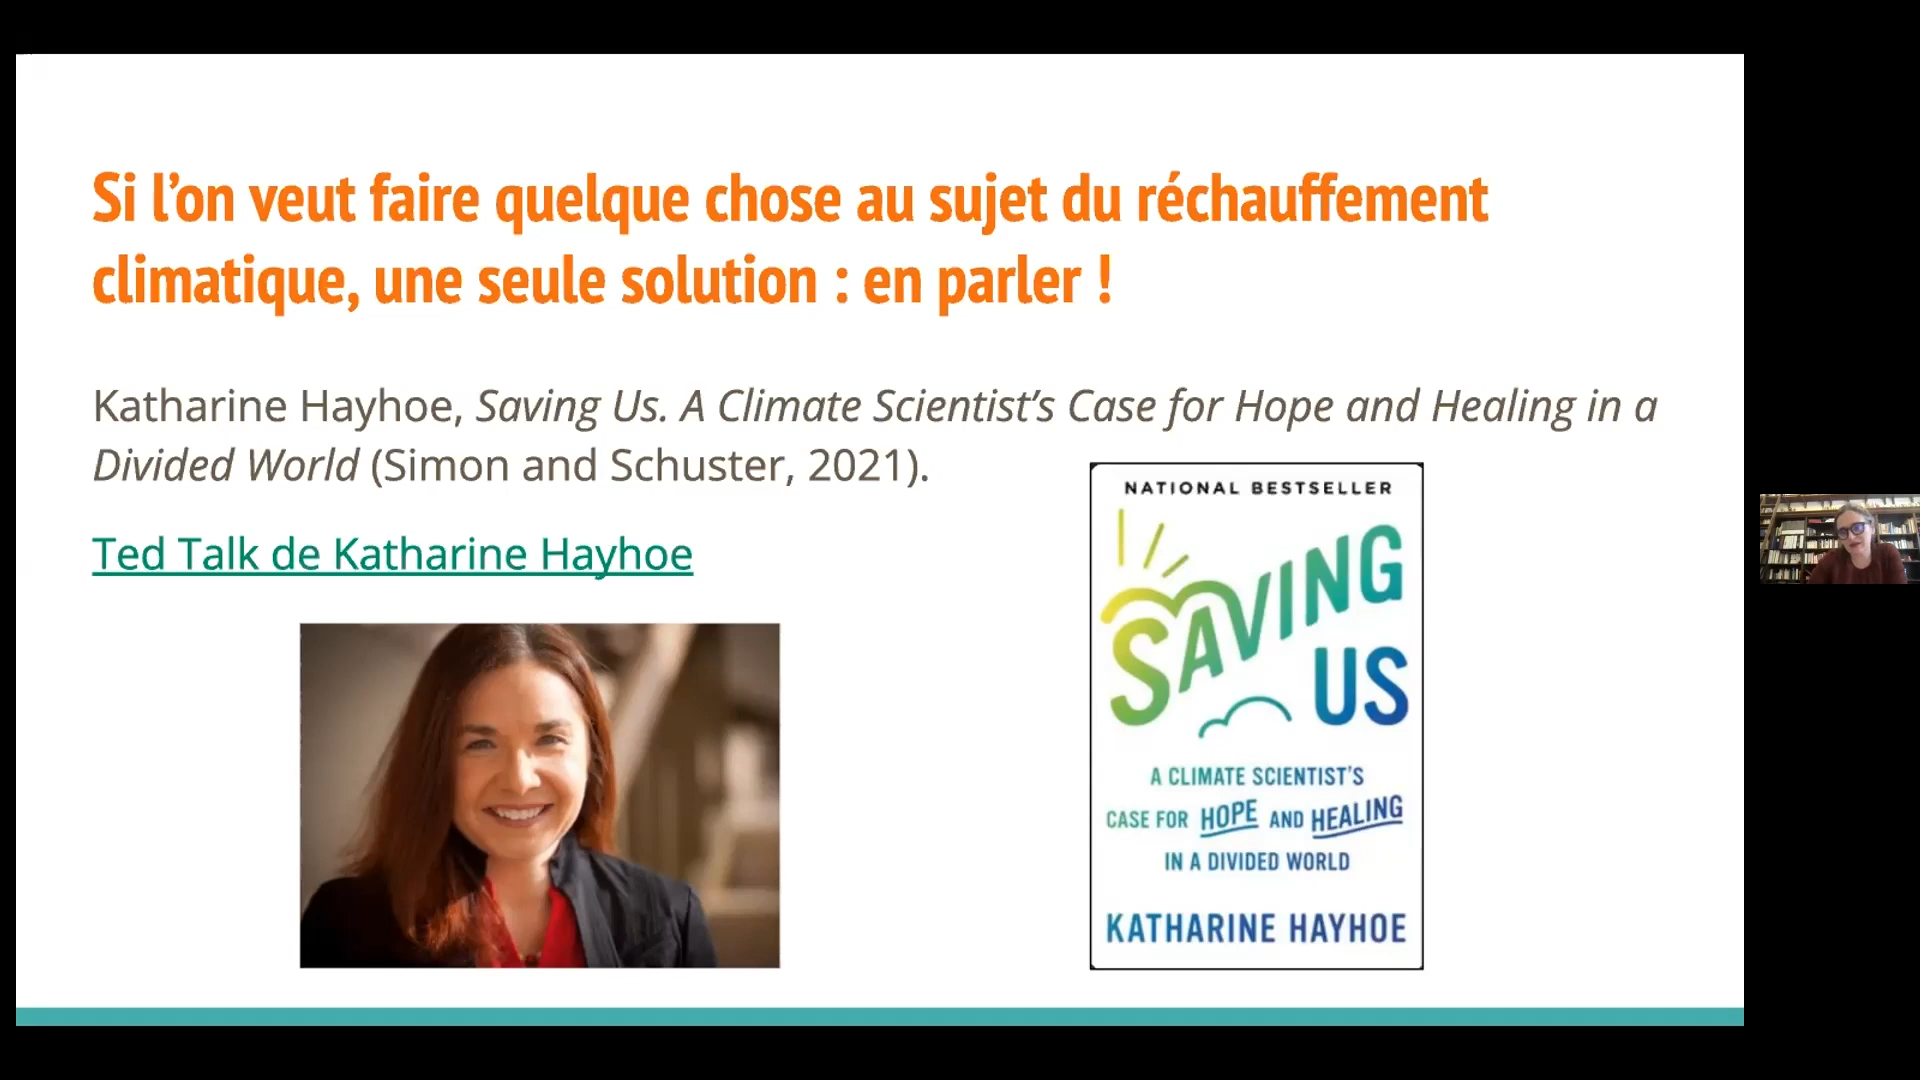 Si l’on veut faire quelque chose au sujet du réchauffement
climatique, une seule solution : en parler !
Katharine Hayhoe, Saving Us. A Climate Scientist’s Case for Hope and Healing in a
Divided World (Simon and Schuster, 2021).
Ted Talk de Katharine Hayhoe
NATIONAL BESTSELLER
SAVING
US
A CLIMATE SCIENTIST’S
CASE FOR HOPE AND HEALING
IN A DIVIDED WORLD
KATHARINE HAYHOE